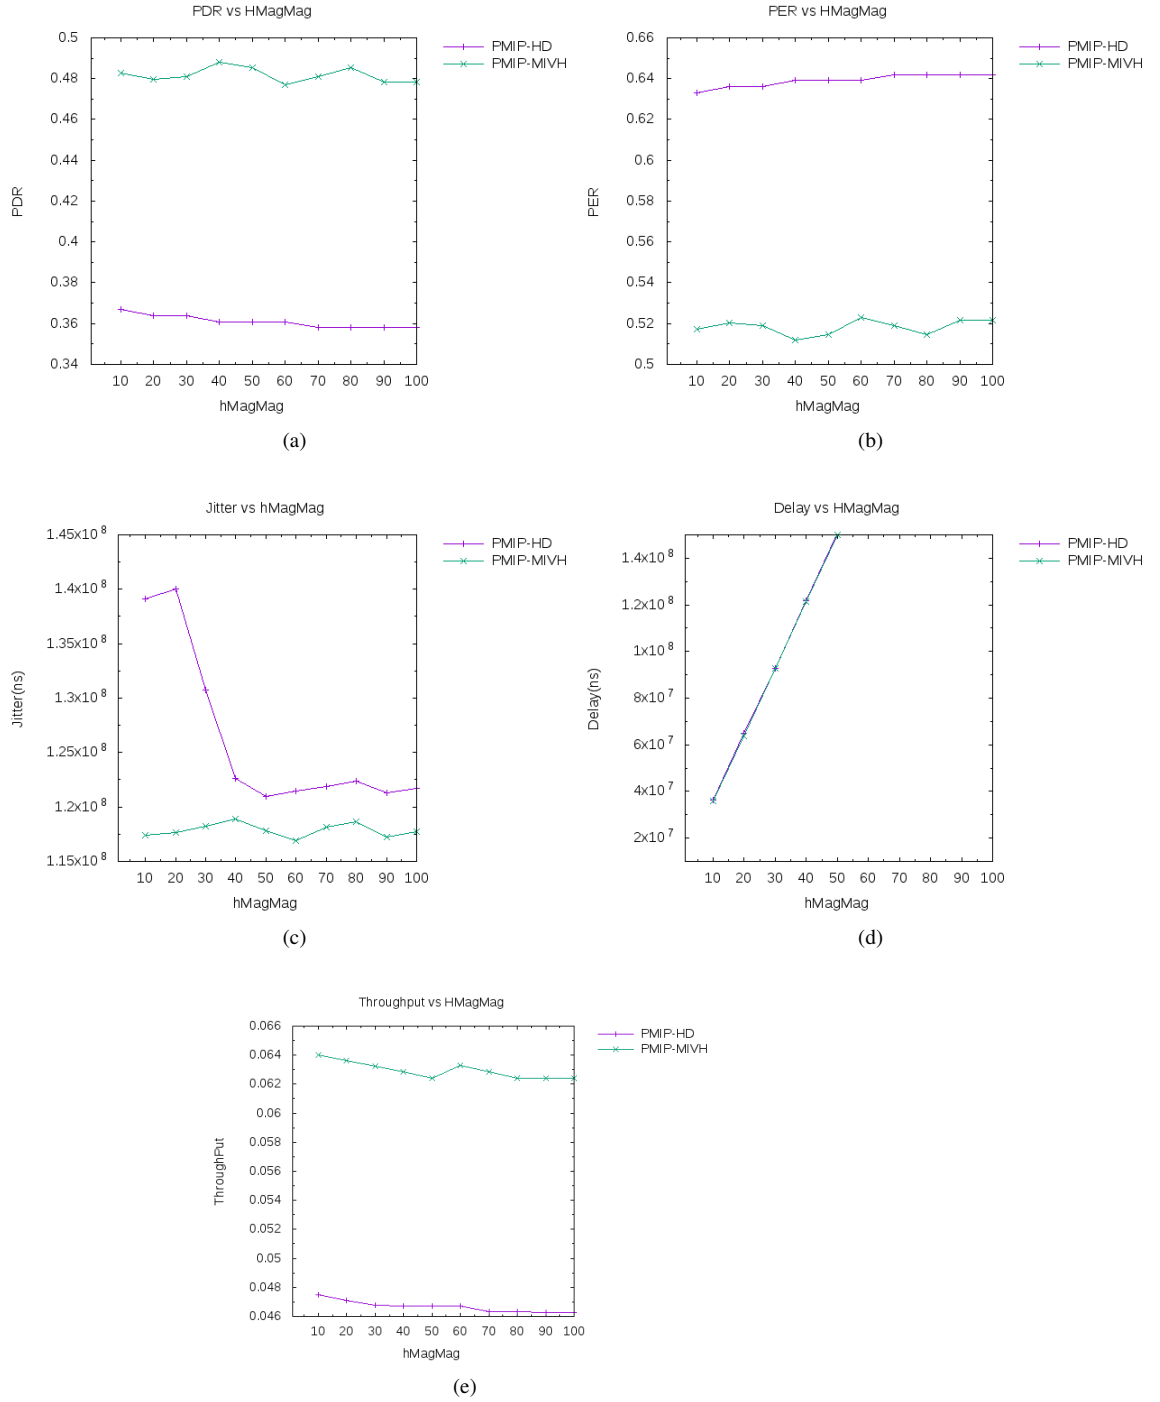 PDR vs HMagMag
0.5
0.48
0.46
0.44
0.42
0.4
0.38
0.36
0.34
PDR
10 20 30 40 50 60 70 80 90 100
hMagMag
PMIP-HD
PMIP-MIVH
(a)
PER vs HMagMag
0.66
0.64
0.62
0.6
0.58
0.56
0.54
0.52
0.5
PER
10 20 30 40 50 60 70 80 90 100
hMagMag
PMIP-HD
PMIP-MIVH
(b)
Jitter vs hMagMag
1.45x10^8
1.4x10^8
1.35x10^8
1.3x10^8
1.25x10^8
1.2x10^8
1.15x10^8
Jitter(ns)
10 20 30 40 50 60 70 80 90 100
hMagMag
PMIP-HD
PMIP-MIVH
(c)
Delay vs HMagMag
1.4x10^8
1.2x10^8
1x10^8
8x10^7
6x10^7
4x10^7
2x10^7
Delay(ns)
10 20 30 40 50 60 70 80 90 100
hMagMag
PMIP-HD
PMIP-MIVH
(d)
Throughput vs HMagMag
0.066
0.064
0.062
0.06
0.058
0.056
0.054
0.052
0.05
0.048
0.046
ThroughPut
10 20 30 40 50 60 70 80 90 100
hMagMag
PMIP-HD
PMIP-MIVH
(e)